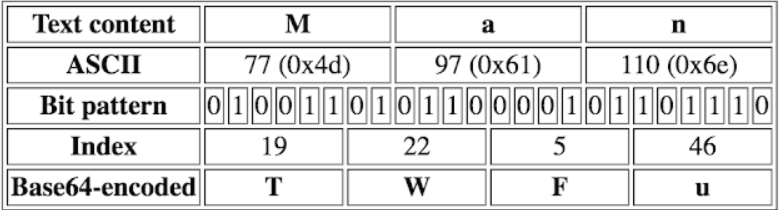 Text content M a n
ASCII 77 (0x4d) 97 (0x61) 110 (0x6e)
Bit pattern 0 1 0 0 1 1 0 1 0 1 1 0 0 0 0 1 0 1 1 0 1 1 1 0
Index 19 22 5 46
Base64-encoded T W F u